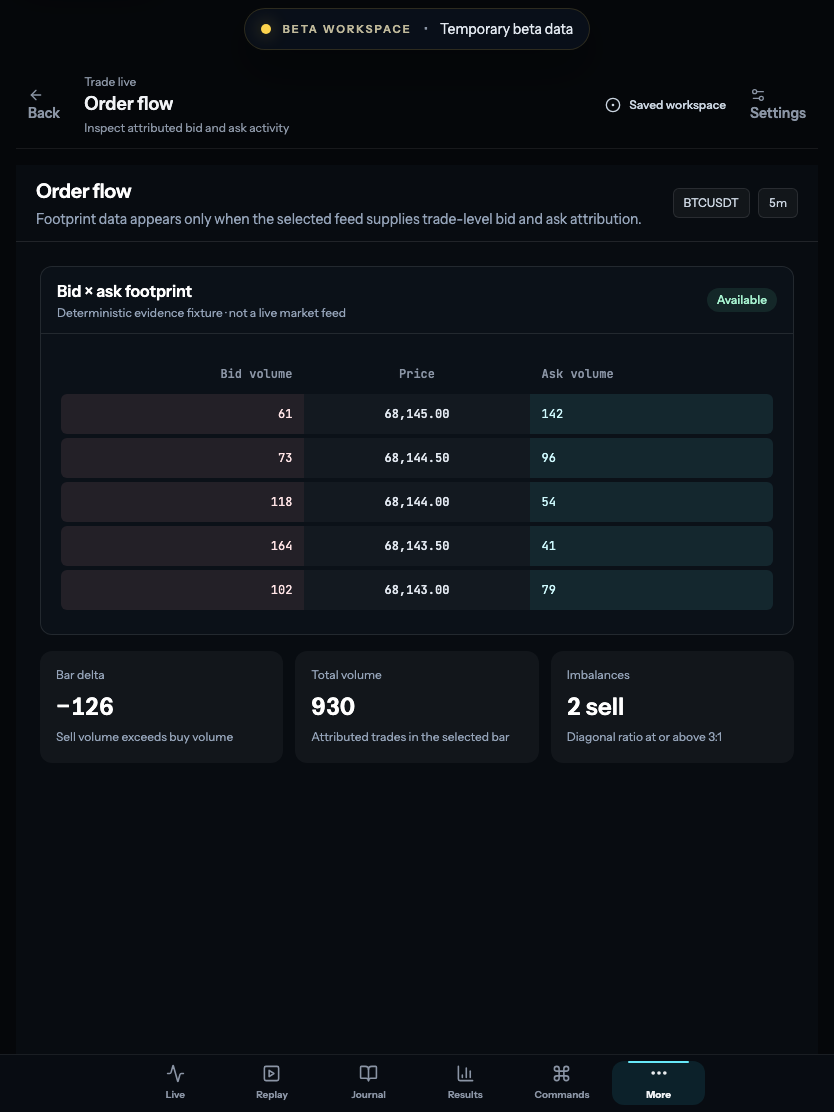 BETA WORKSPACE · Temporary beta data
Trade live
Back
Order flow
Inspect attributed bid and ask activity
Saved workspace
Settings
Order flow
Footprint data appears only when the selected feed supplies trade-level bid and ask attribution.
BTCUSDT
5m
Bid × ask footprint
Deterministic evidence fixture · not a live market feed
Available
Bid volume Price Ask volume
61 68,145.00 142
73 68,144.50 96
118 68,144.00 54
164 68,143.50 41
102 68,143.00 79
Bar delta
−126
Sell volume exceeds buy volume
Total volume
930
Attributed trades in the selected bar
Imbalances
2 sell
Diagonal ratio at or above 3:1
Live Replay Journal Results Commands More